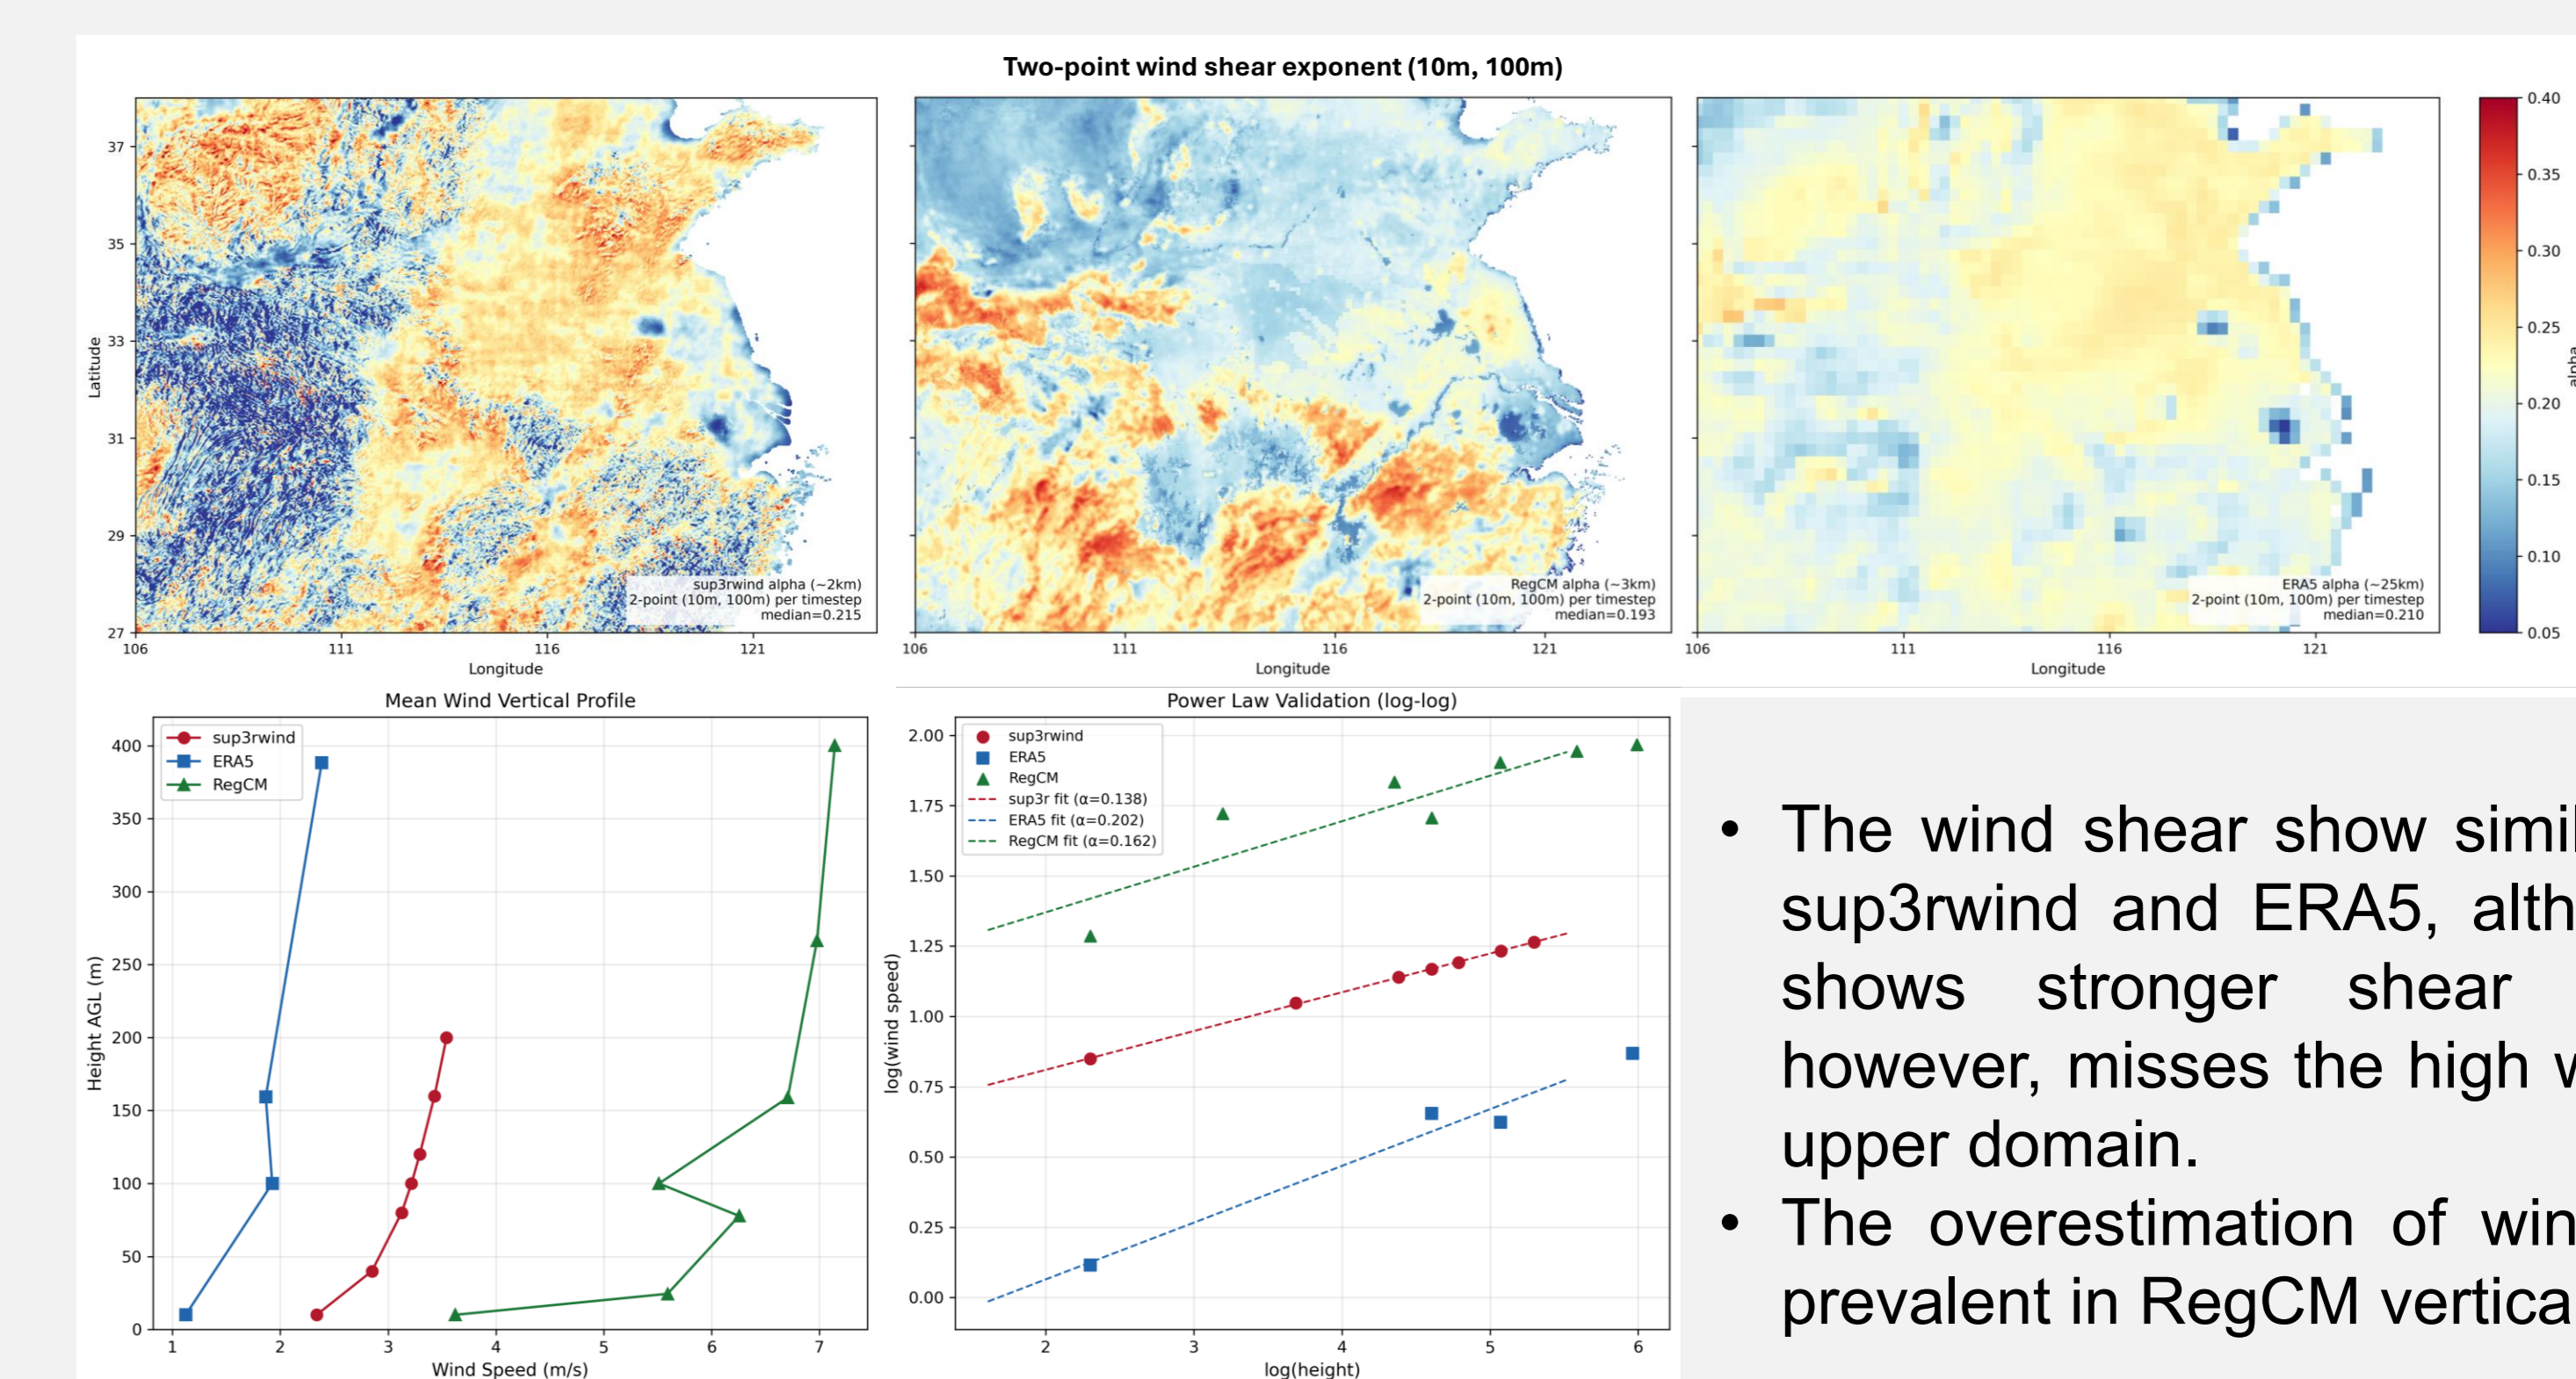 Two-point wind shear exponent (10m, 100m)
37
35
33
31
29
27
Latitude
106
111
116
121
Longitude
sup3rwind alpha (~2km)
2-point (10m, 100m) per timestep
median=0.215
106
111
116
121
Longitude
RegCM alpha (~3km)
2-point (10m, 100m) per timestep
median=0.193
106
111
116
121
Longitude
ERA5 alpha (~25km)
2-point (10m, 100m) per timestep
median=0.210
0.40
0.35
0.30
0.25
0.20
0.15
0.10
0.05
alpha
Mean Wind Vertical Profile
sup3rwind
ERA5
RegCM
400
350
300
250
200
150
100
50
0
Height AGL (m)
1
2
3
4
5
6
7
Wind Speed (m/s)
Power Law Validation (log-log)
sup3rwind
ERA5
RegCM
sup3r fit (α=0.138)
ERA5 fit (α=0.202)
RegCM fit (α=0.162)
2.00
1.75
1.50
1.25
1.00
0.75
0.50
0.25
0.00
log(wind speed)
2
3
4
5
6
log(height)
• The wind shear show
sup3rwind and ERA5,
shows stronger shear
however, misses the high
upper domain.
• The overestimation of
prevalent in RegCM